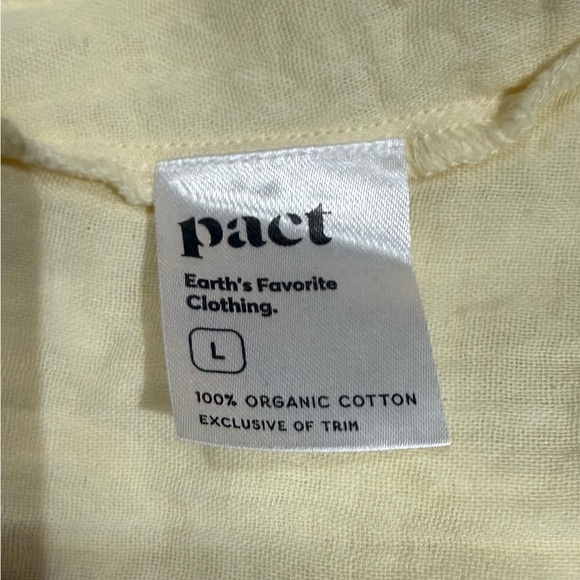 pact
Earth's Favorite
Clothing.
L
100% ORGANIC COTTON
EXCLUSIVE OF TRIM